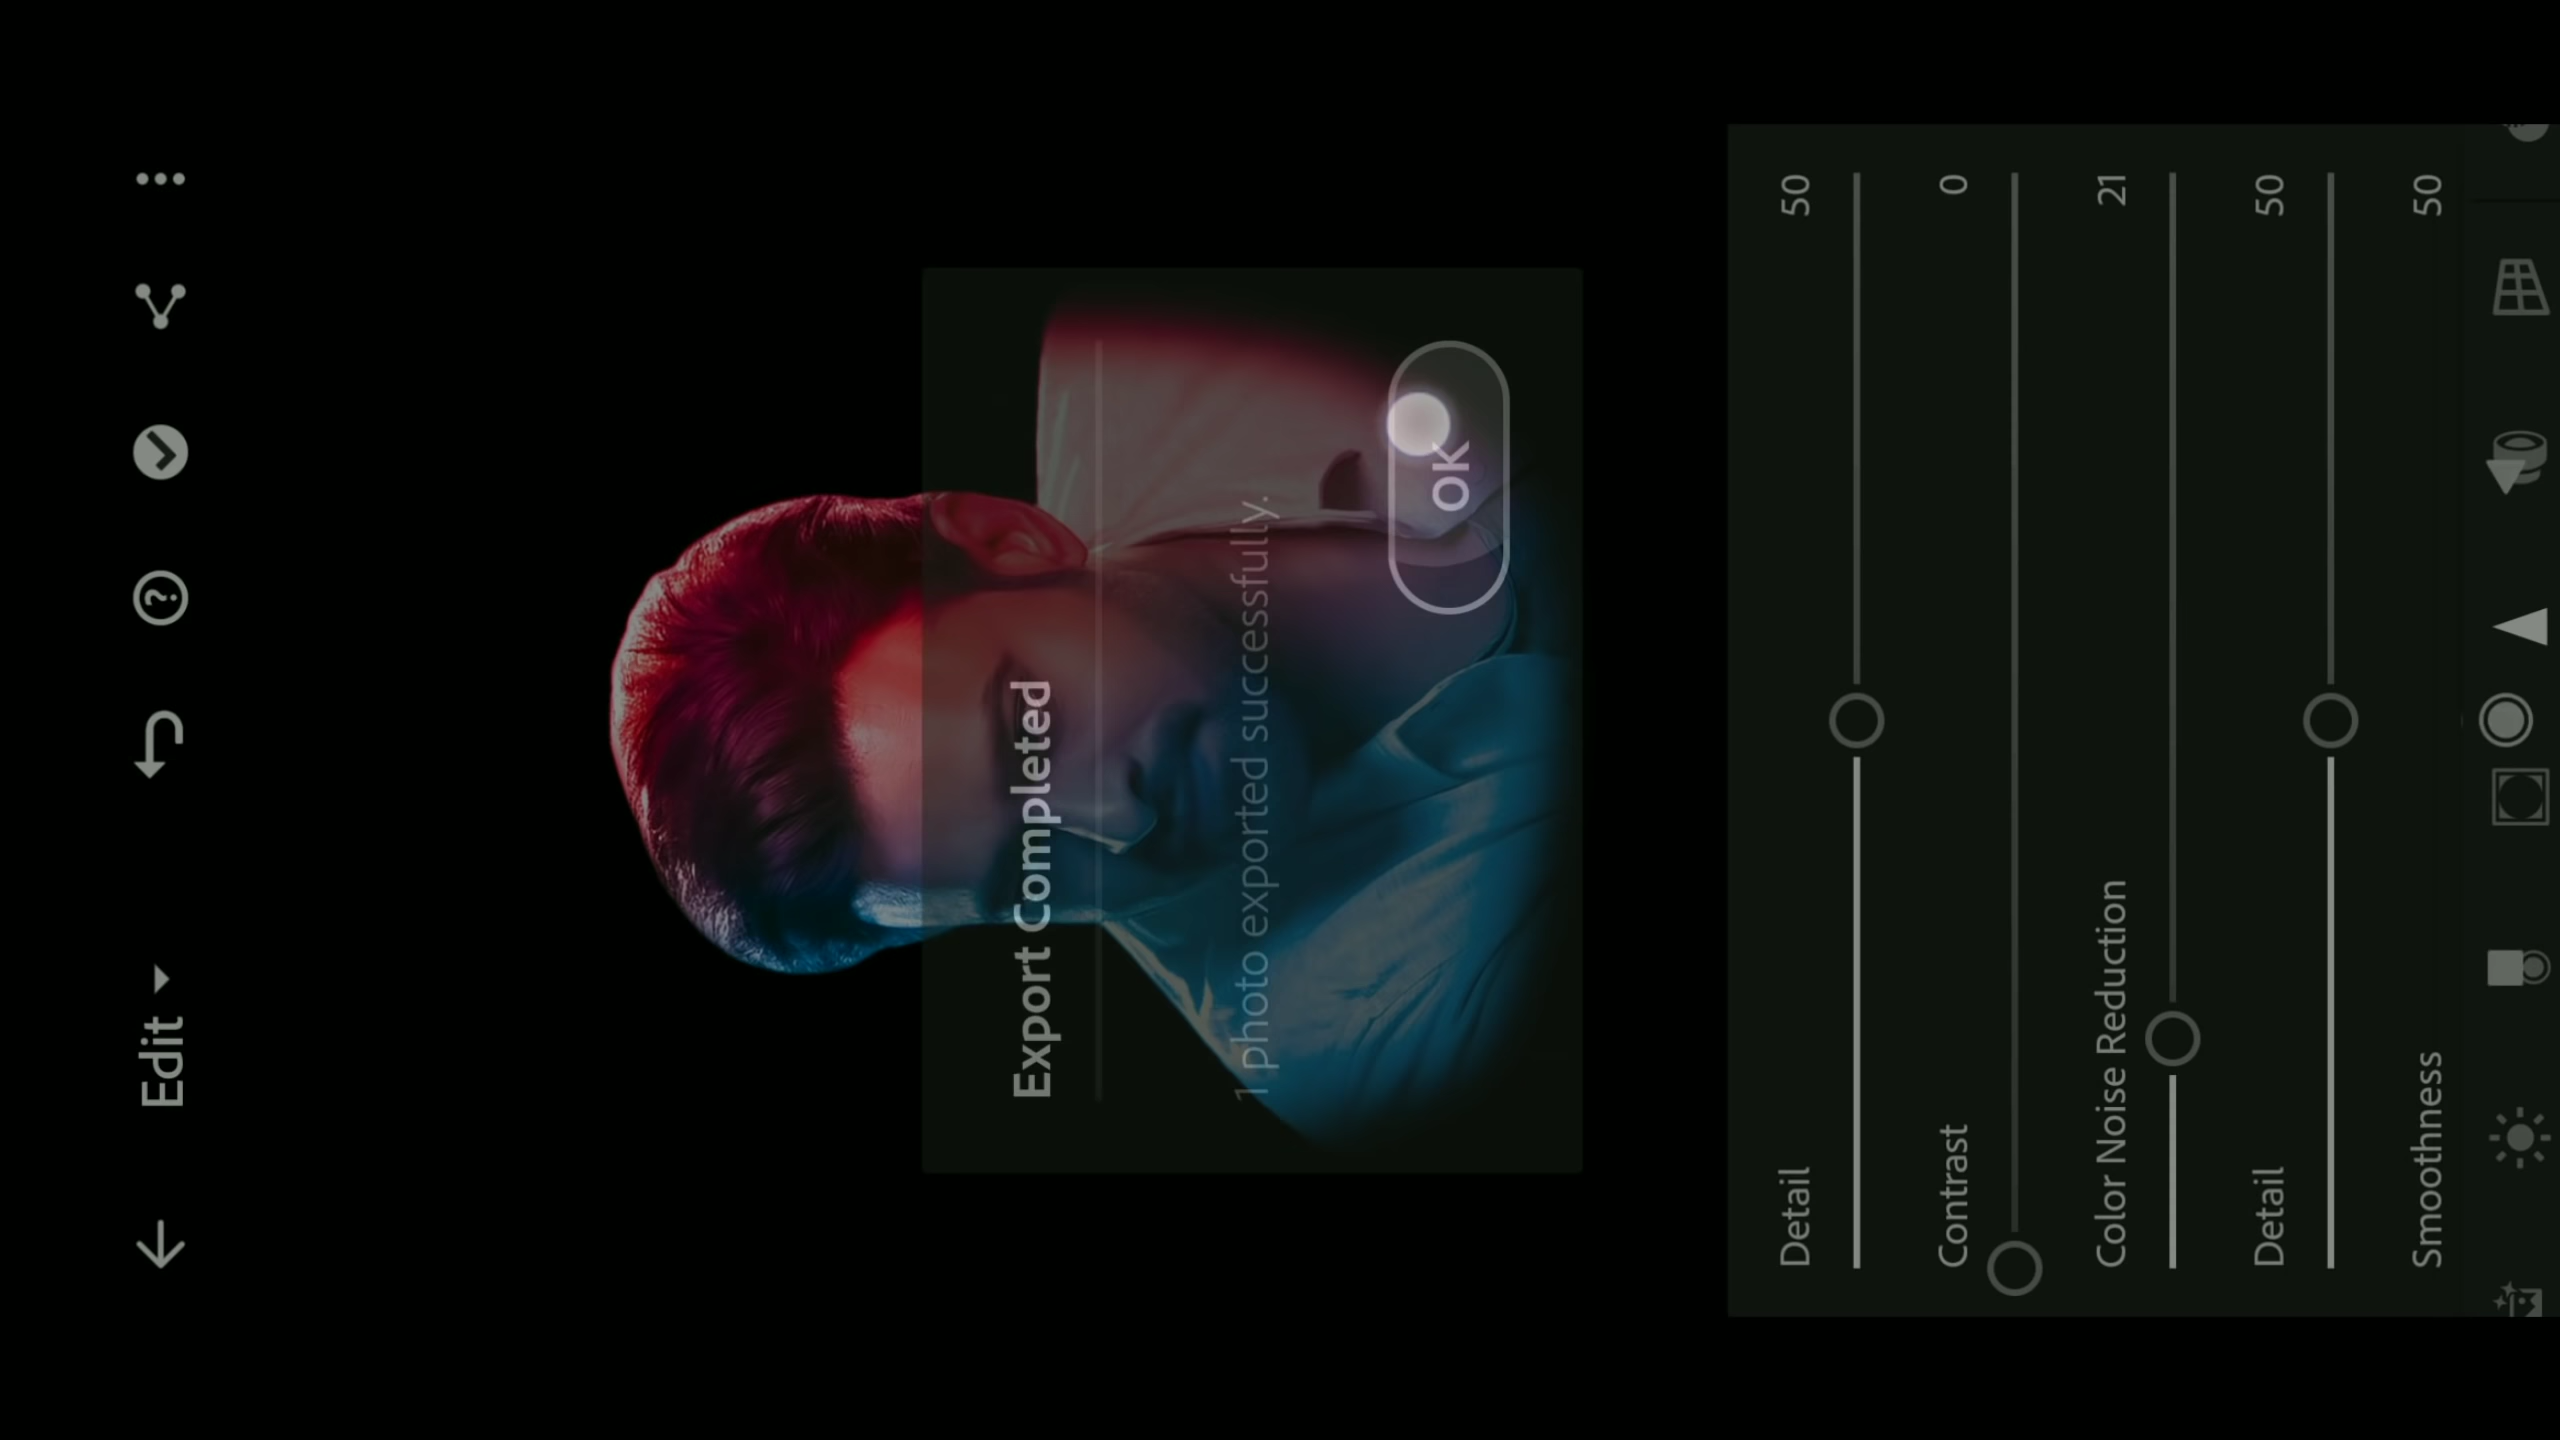 Edit
Export Completed
1 photo exported successfully.
OK
Detail 50
Contrast 0
Color Noise Reduction 21
Detail 50
Smoothness 50